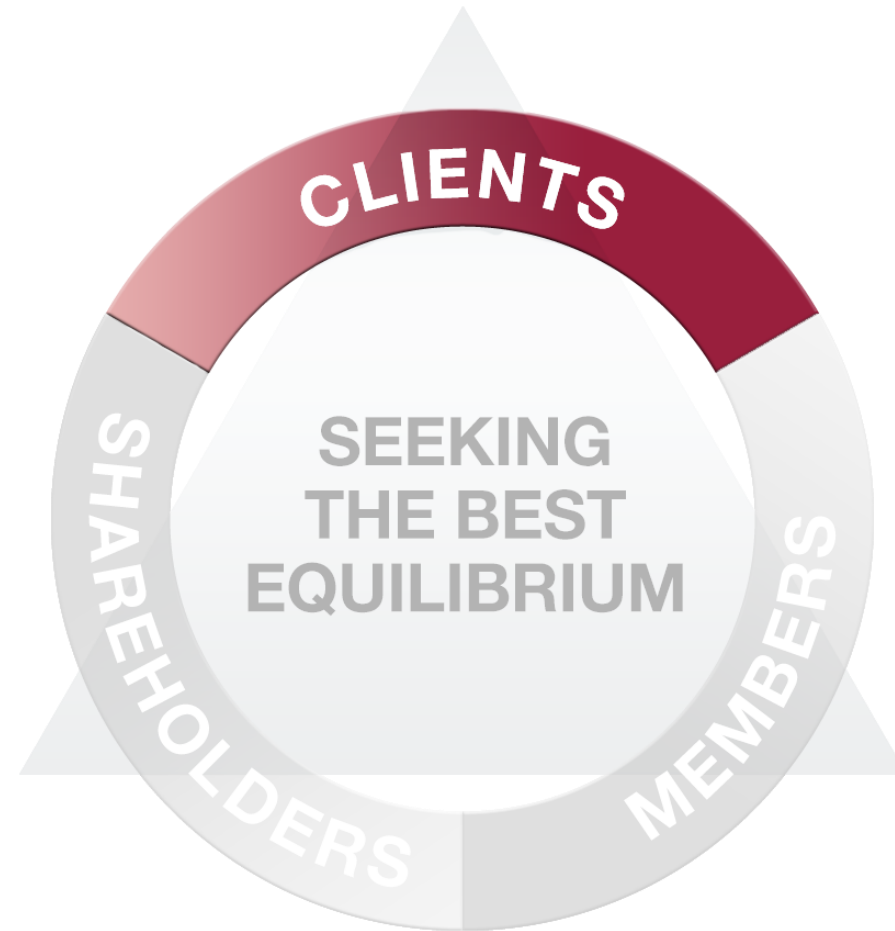 CLIENTS
SEEKING
THE BEST
EQUILIBRIUM
SHAREHOLDERS
MEMBERS